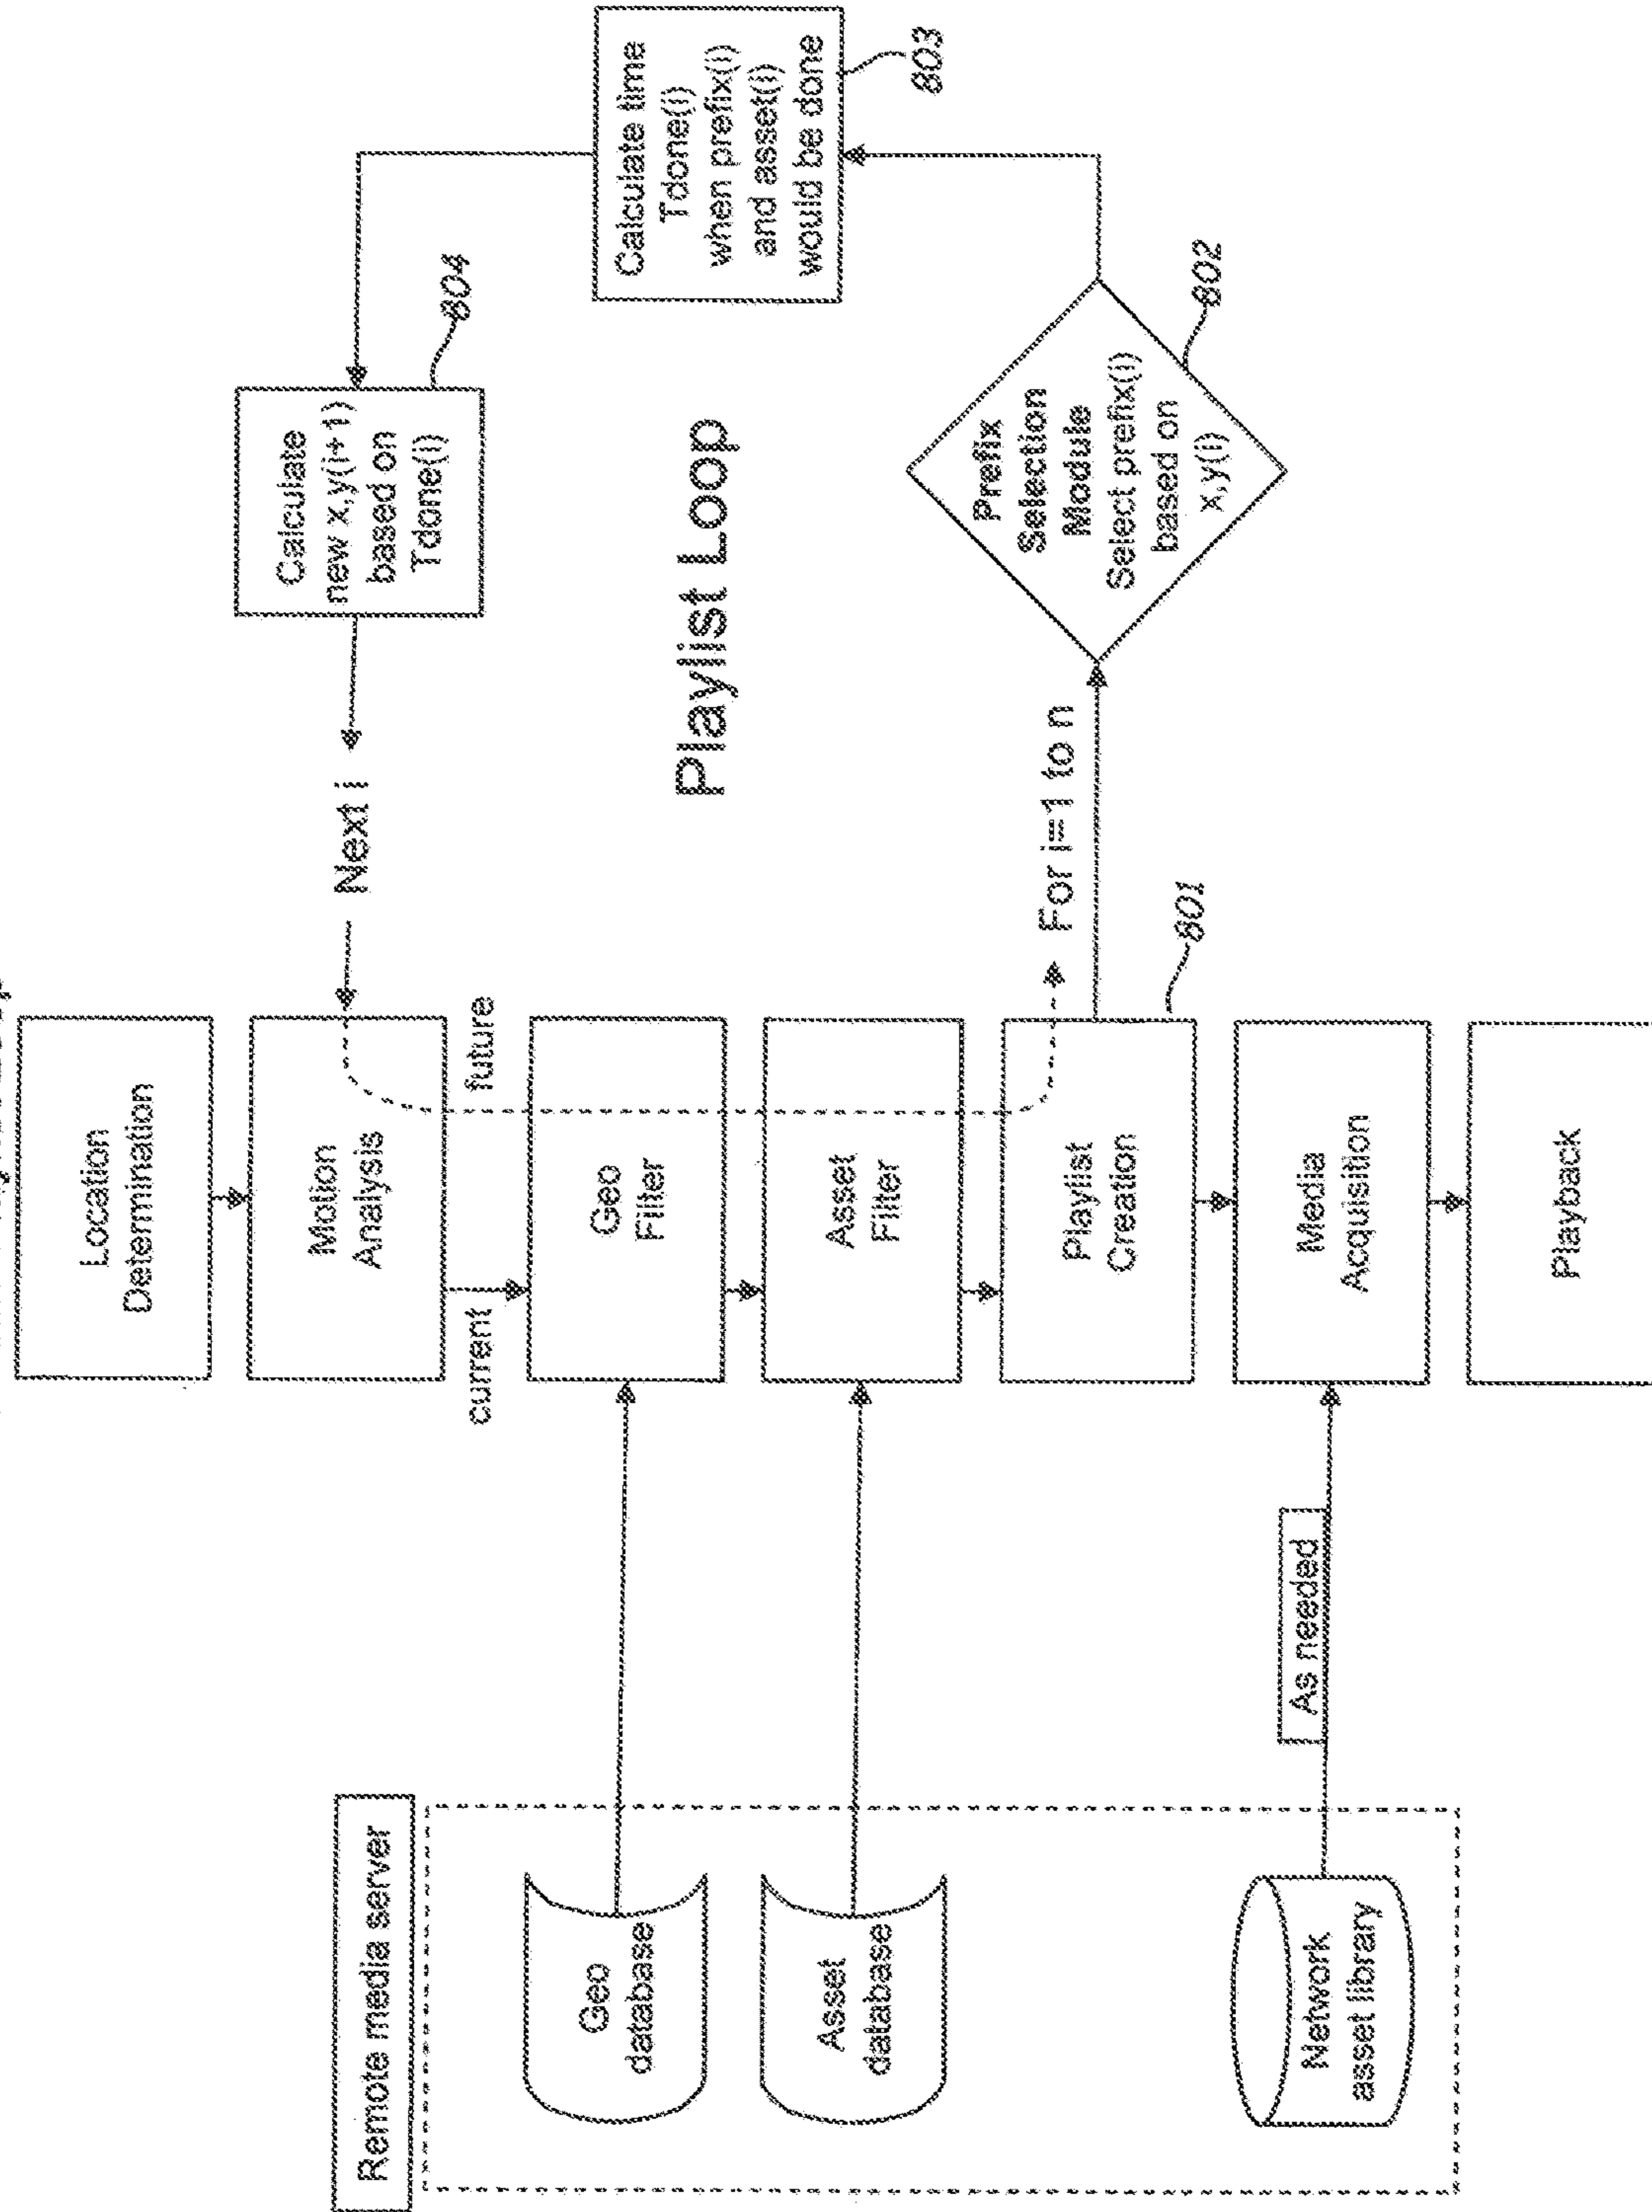 Remote media server
Geo
database
Asset
database
Network
asset library
As needed
Location
Determination
Motion
Analysis
current
future
Geo
Filter
Asset
Filter
Playlist
Creation
801
Media
Acquisition
Playback
Next i
For i=1 to n
Playlist Loop
Calculate
new x,y(i+1)
based on
Tdone(i)
804
Prefix
Selection
Module
Select prefix(i)
based on
x,y(i)
802
Calculate time
Tdone(i)
when prefix(i)
and asset(i)
would be done
803